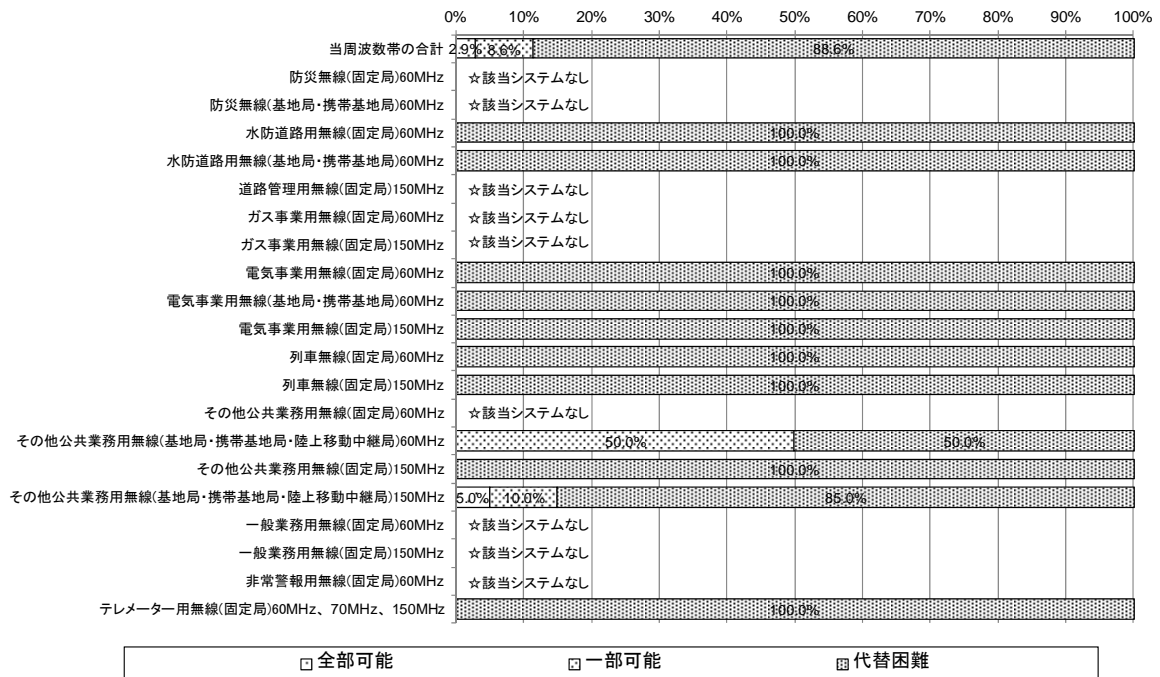 0% 10% 20% 30% 40% 50% 60% 70% 80% 90% 100%
当周波数帯の合計 2.9% 8.6% 88.6%
防災無線(固定局)60MHz ☆該当システムなし
防災無線(基地局・携帯基地局)60MHz ☆該当システムなし
水防道路用無線(固定局)60MHz 100.0%
水防道路用無線(基地局・携帯基地局)60MHz 100.0%
道路管理用無線(固定局)150MHz ☆該当システムなし
ガス事業用無線(固定局)60MHz ☆該当システムなし
ガス事業用無線(固定局)150MHz ☆該当システムなし
電気事業用無線(固定局)60MHz 100.0%
電気事業用無線(基地局・携帯基地局)60MHz 100.0%
電気事業用無線(固定局)150MHz 100.0%
列車無線(固定局)60MHz 100.0%
列車無線(固定局)150MHz 100.0%
その他公共業務用無線(固定局)60MHz ☆該当システムなし
その他公共業務用無線(基地局・携帯基地局・陸上移動中継局)60MHz 50.0% 50.0%
その他公共業務用無線(固定局)150MHz 100.0%
その他公共業務用無線(基地局・携帯基地局・陸上移動中継局)150MHz 5.0% 10.0% 85.0%
一般業務用無線(固定局)60MHz ☆該当システムなし
一般業務用無線(固定局)150MHz ☆該当システムなし
非常警報用無線(固定局)60MHz ☆該当システムなし
テレメーター用無線(固定局)60MHz、70MHz、150MHz 100.0%
全部可能 一部可能 代替困難